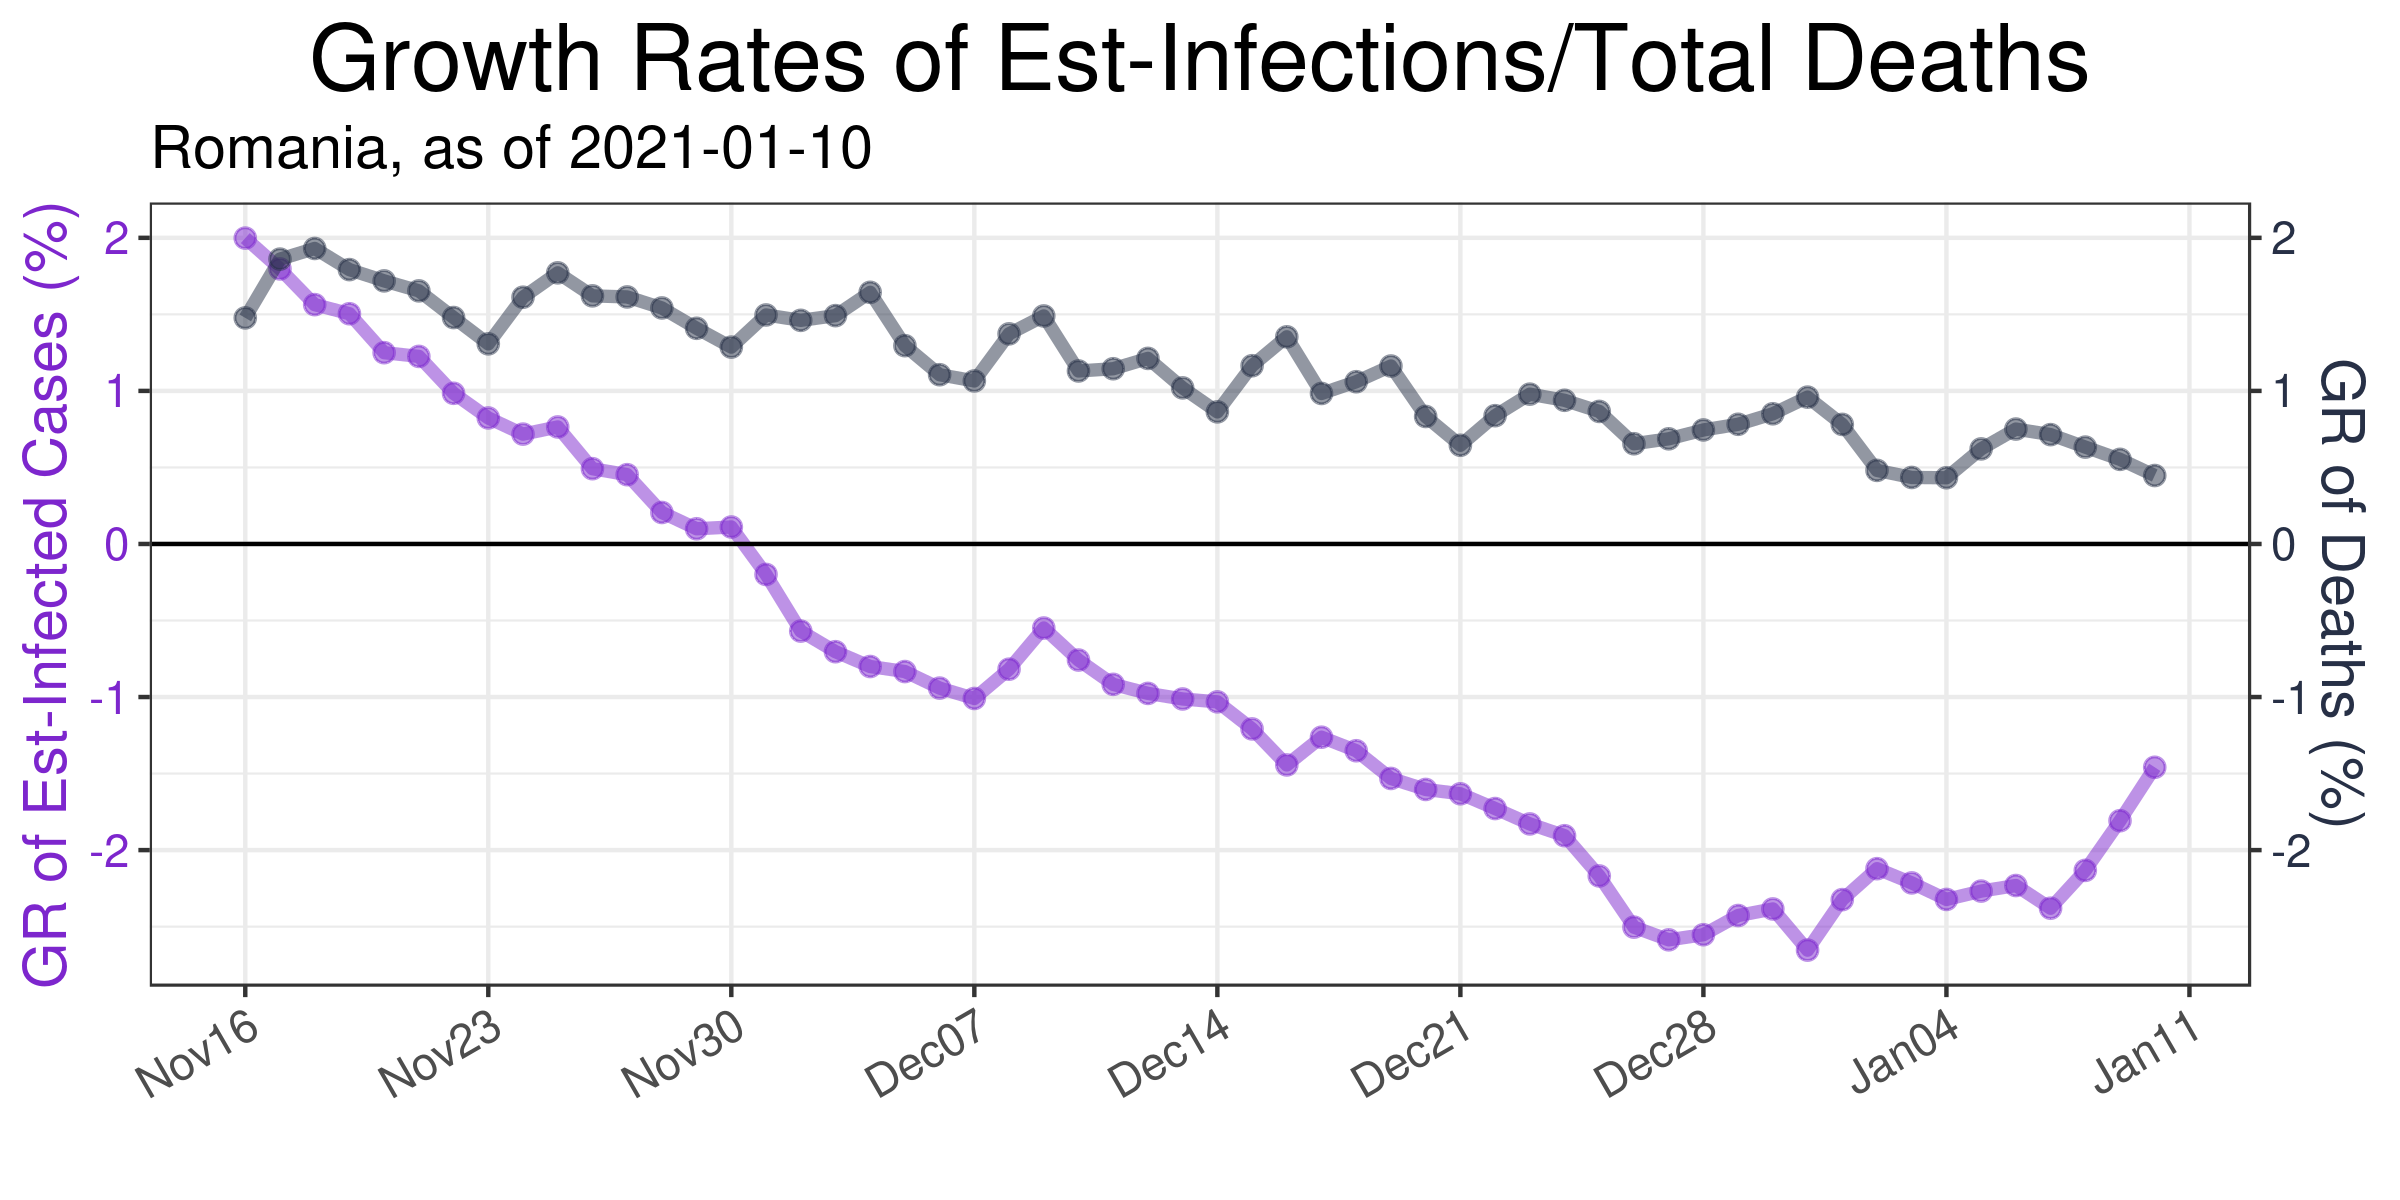 Growth Rates of Est-Infections/Total Deaths
Romania, as of 2021-01-10
GR of Est-Infected Cases (%)
2
1
0
-1
-2
2
1
0
-1
-2
GR of Deaths (%)
Nov16
Nov23
Nov30
Dec07
Dec14
Dec21
Dec28
Jan04
Jan11